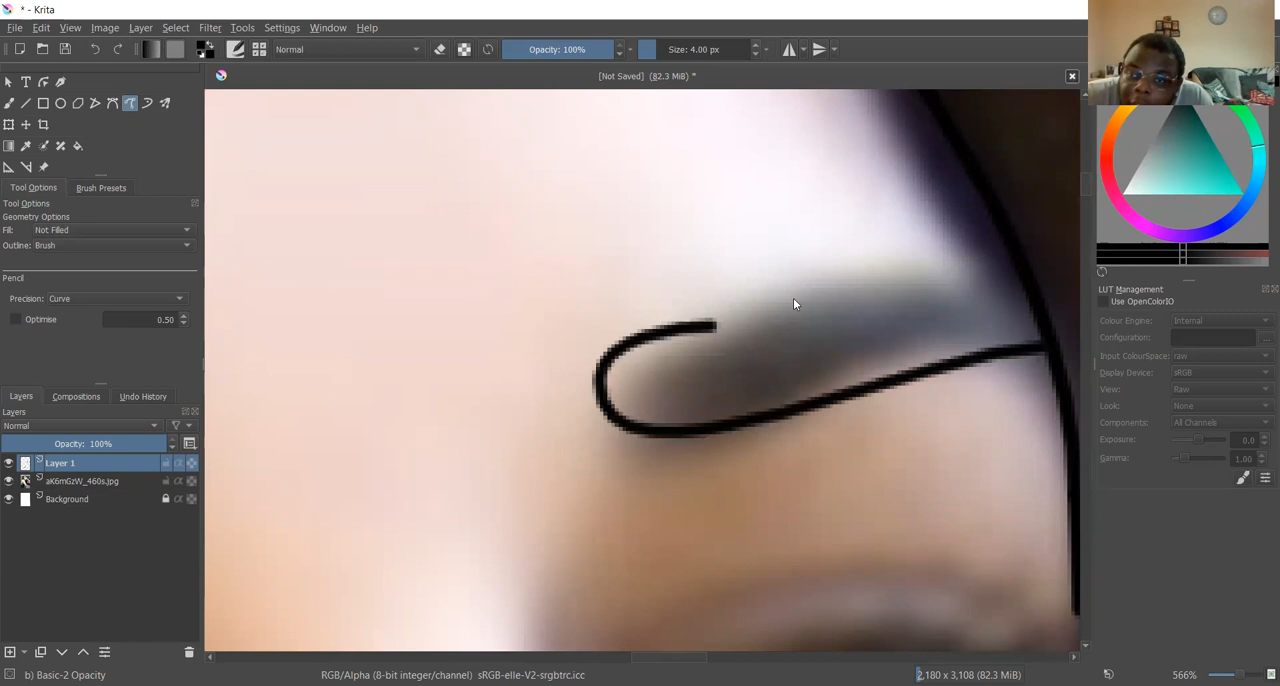 * - Krita
File Edit View Image Layer Select Filter Tools Settings Window Help
Normal Opacity: 100% Size: 4.00 px
[Not Saved] (82.3 MiB) *
Tool Options Brush Presets
Tool Options
Geometry Options
Fill: Not Filled
Outline: Brush
Pencil
Precision: Curve
Optimise 0.50
Layers Compositions Undo History
Layers
Normal
Opacity: 100%
Layer 1
aK6mGzW_460s.jpg
Background
LUT Management
Use OpenColorIO
Colour Engine: Internal
Configuration: ...
Input ColourSpace: raw
Display Device: sRGB
View: Raw
Look: None
Components: All Channels
Exposure: 0.0
Gamma: 1.00
b) Basic-2 Opacity RGB/Alpha (8-bit integer/channel) sRGB-elle-V2-srgbtrc.icc 2,180 x 3,108 (82.3 MiB) 566%